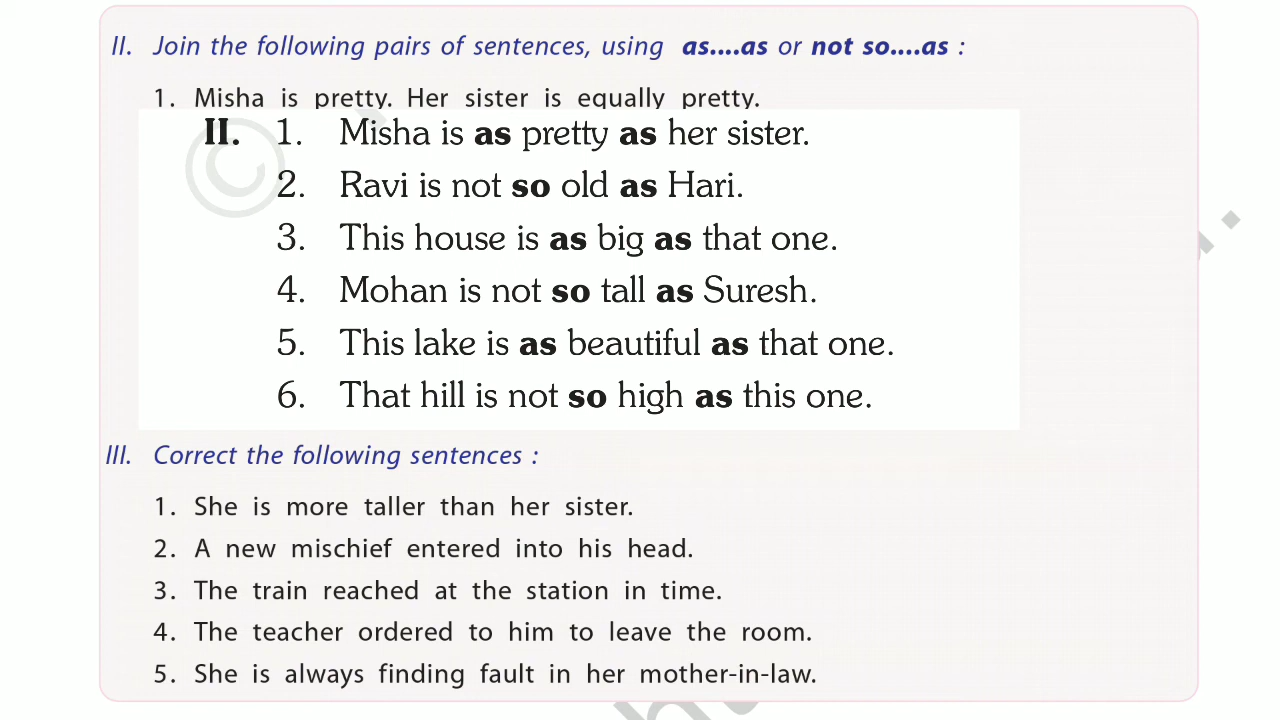 II. Join the following pairs of sentences, using as....as or not so....as :
1. Misha is pretty. Her sister is equally pretty.
II. 1. Misha is as pretty as her sister.
2. Ravi is not so old as Hari.
3. This house is as big as that one.
4. Mohan is not so tall as Suresh.
5. This lake is as beautiful as that one.
6. That hill is not so high as this one.
III. Correct the following sentences :
1. She is more taller than her sister.
2. A new mischief entered into his head.
3. The train reached at the station in time.
4. The teacher ordered to him to leave the room.
5. She is always finding fault in her mother-in-law.